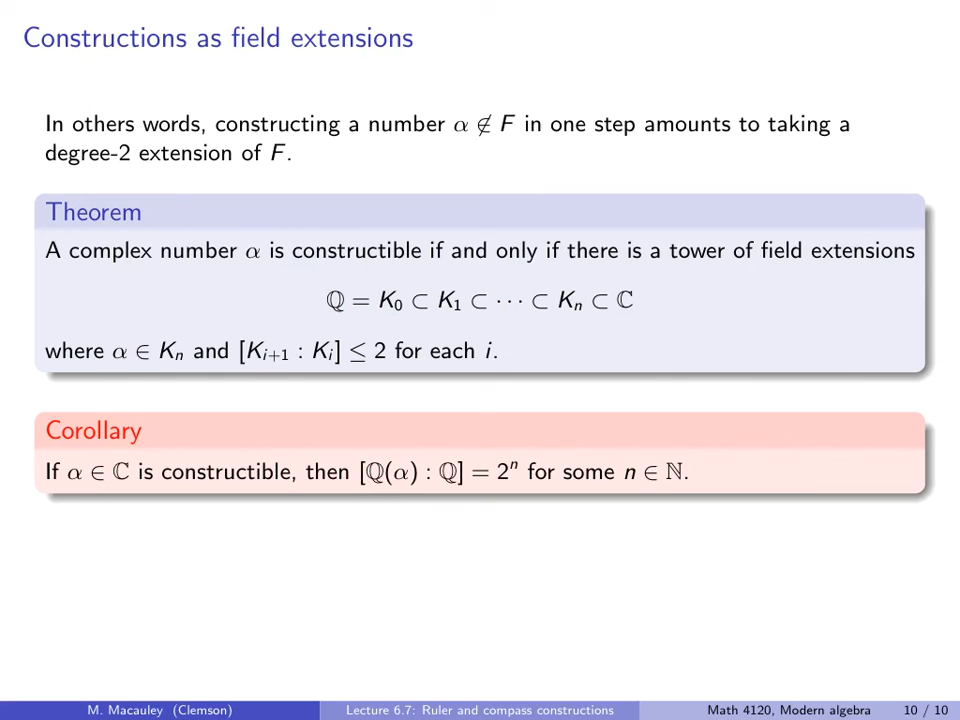 Constructions as field extensions
In others words, constructing a number α ∉ F in one step amounts to taking a
degree-2 extension of F.
Theorem
A complex number α is constructible if and only if there is a tower of field extensions
ℚ = K₀ ⊂ K₁ ⊂ ··· ⊂ Kₙ ⊂ ℂ
where α ∈ Kₙ and [Kᵢ₊₁ : Kᵢ] ≤ 2 for each i.
Corollary
If α ∈ ℂ is constructible, then [ℚ(α) : ℚ] = 2ⁿ for some n ∈ ℕ.
M. Macauley (Clemson) Lecture 6.7: Ruler and compass constructions Math 4120, Modern algebra 10 / 10